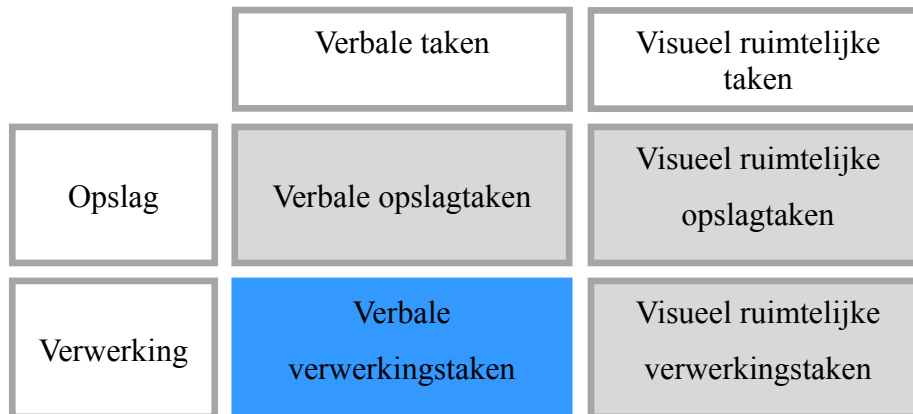 Verbale taken
Visueel ruimtelijke
taken
Opslag
Verbale opslagtaken
Visueel ruimtelijke
opslagtaken
Verwerking
Verbale
verwerkingstaken
Visueel ruimtelijke
verwerkingstaken